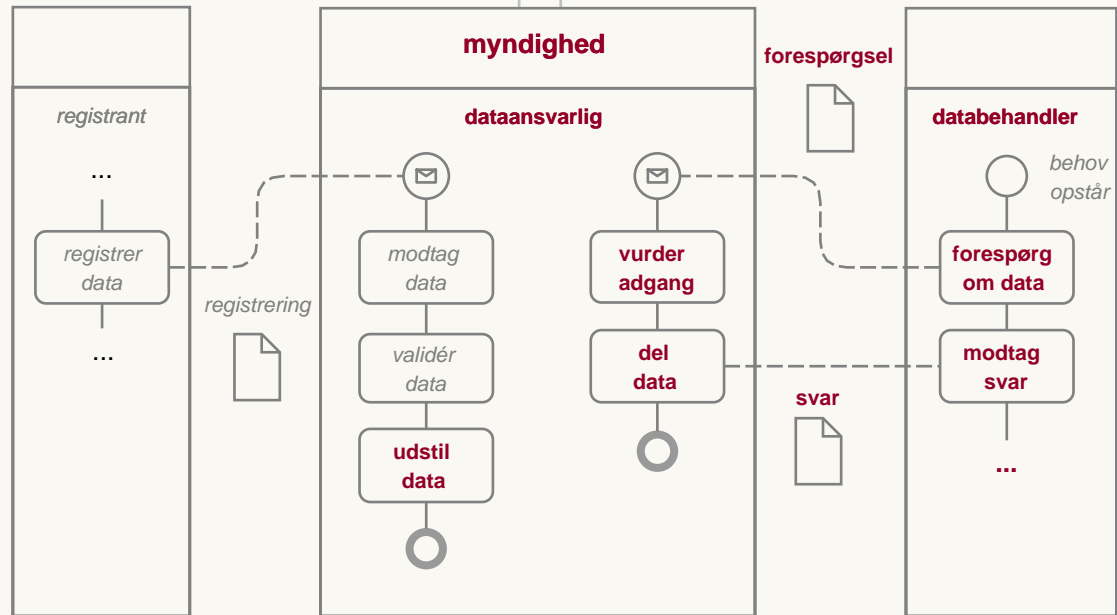 myndighed
forespørgsel
registrant
dataansvarlig
databehandler
...
behov
opstår
registrer
data
modtag
data
vurder
adgang
forespørg
om data
registrering
...
validér
data
del
data
modtag
svar
svar
udstil
data
...